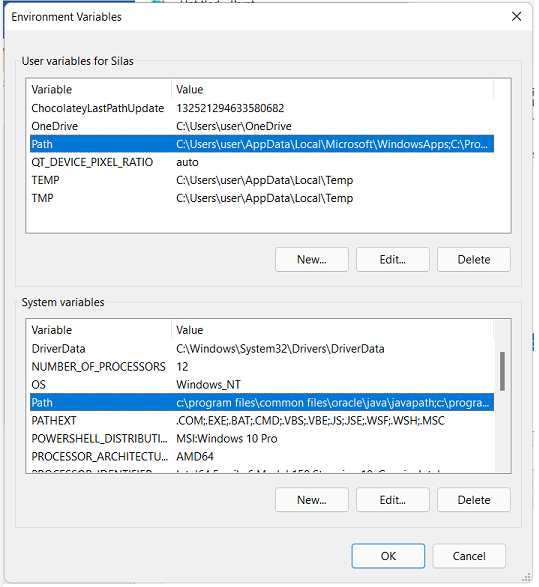 Environment Variables
User variables for Silas
Variable Value
ChocolateyLastPathUpdate 132521294633580682
OneDrive C:\Users\user\OneDrive
Path C:\Users\user\AppData\Local\Microsoft\WindowsApps;C:\Pro...
QT_DEVICE_PIXEL_RATIO auto
TEMP C:\Users\user\AppData\Local\Temp
TMP C:\Users\user\AppData\Local\Temp
New... Edit... Delete
System variables
Variable Value
DriverData C:\Windows\System32\Drivers\DriverData
NUMBER_OF_PROCESSORS 12
OS Windows_NT
Path c:\program files\common files\oracle\java\javapath;c:\progra...
PATHEXT .COM;.EXE;.BAT;.CMD;.VBS;.VBE;.JS;.JSE;.WSF;.WSH;.MSC
POWERSHELL_DISTRIBUTI... MSI:Windows 10 Pro
PROCESSOR_ARCHITECTU... AMD64
PROCESSOR_IDENTIFIER
New... Edit... Delete
OK Cancel